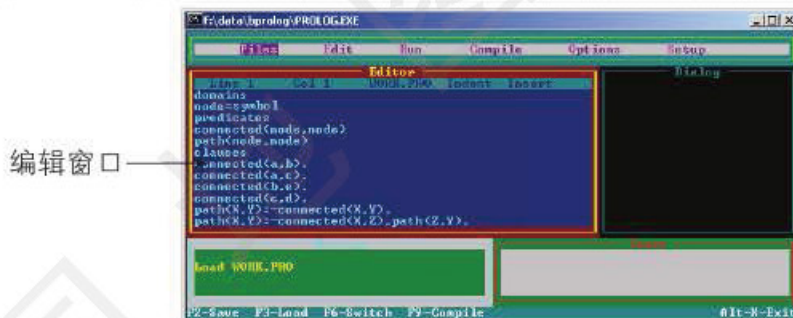 F:\data\bprolog\PROLOG.EXE
Files Edit Run Compile Options Setup
Editor
Line 1 Col 1 WORK.PRO Indent Insert
Dialog
domains
node=symbol
predicates
connected(node,node)
path(node,node)
clauses
connected(a,b).
connected(a,c).
connected(b,e).
connected(c,d).
path(X,Y):-connected(X,Y).
path(X,Y):-connected(X,Z),path(Z,Y).
编辑窗口
Load WORK.PRO
F2-Save F3-Load F6-Switch F9-Compile Alt-X-Exit